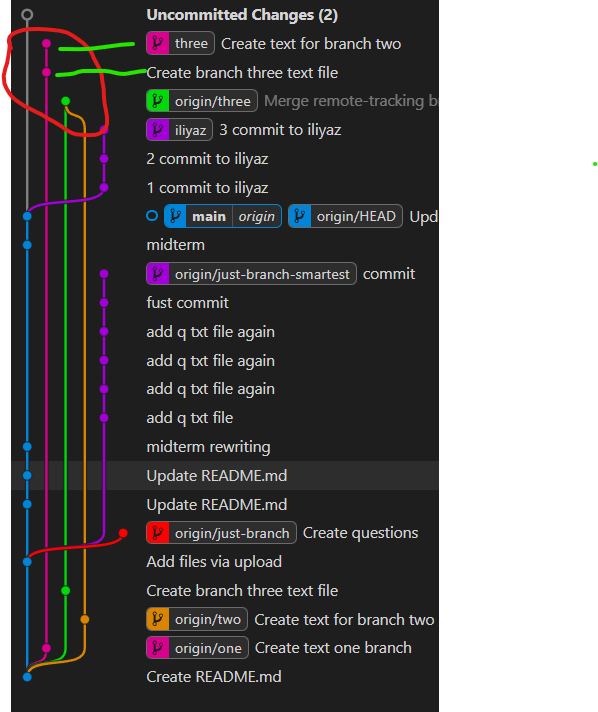 Uncommitted Changes (2)
three Create text for branch two
Create branch three text file
origin/three Merge remote-tracking b
iliyaz 3 commit to iliyaz
2 commit to iliyaz
1 commit to iliyaz
main origin origin/HEAD Upd
midterm
origin/just-branch-smartest commit
fust commit
add q txt file again
add q txt file again
add q txt file again
add q txt file
midterm rewriting
Update README.md
Update README.md
origin/just-branch Create questions
Add files via upload
Create branch three text file
origin/two Create text for branch two
origin/one Create text one branch
Create README.md